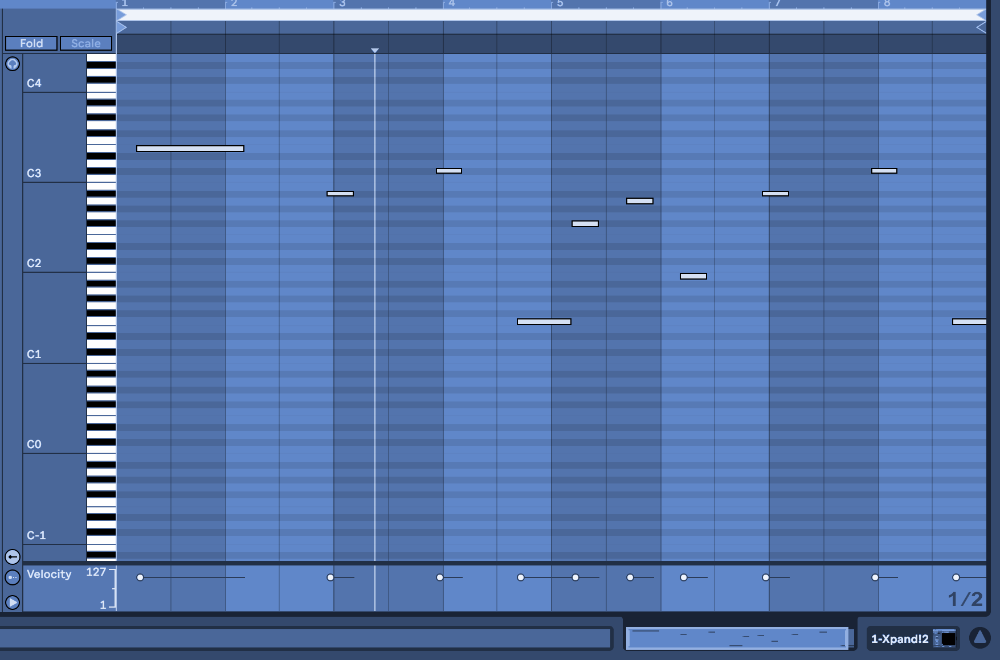 1 2 3 4 5 6 7 8
Fold Scale
C4
C3
C2
C1
C0
C-1
Velocity 127
1
1/2
1-Xpand!2